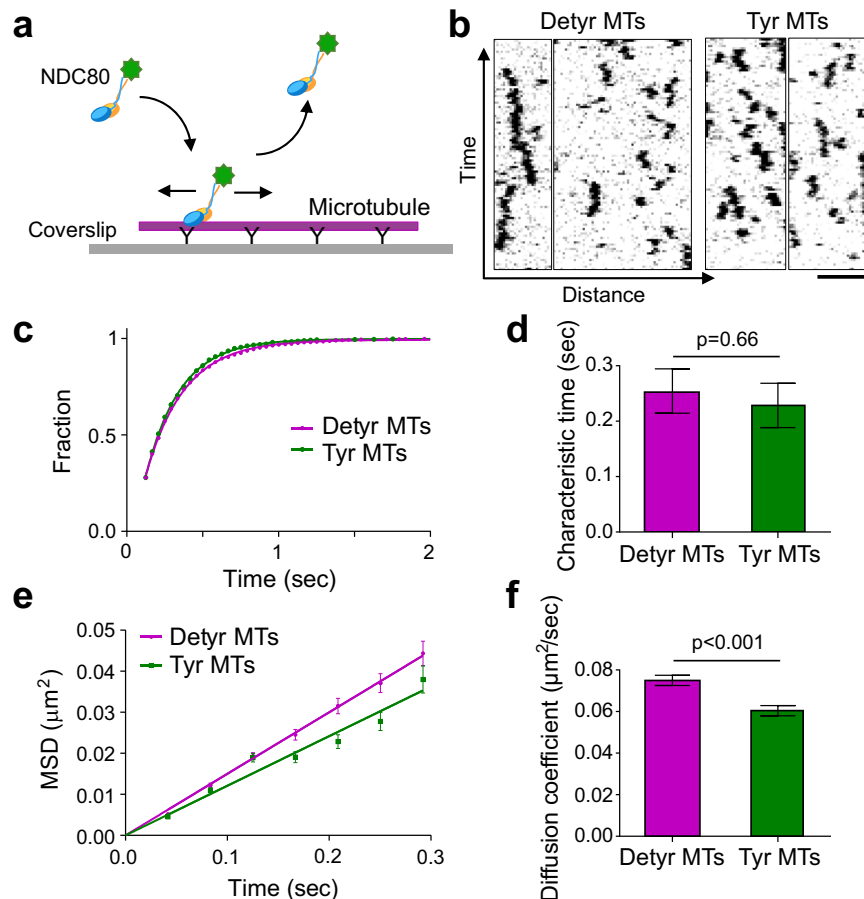 a
NDC80
Microtubule
Coverslip
b
Detyr MTs
Tyr MTs
Time
Distance
c
Fraction
1
0.5
0.0
0
1
2
Time (sec)
Detyr MTs
Tyr MTs
d
Characteristic time (sec)
0.3
0.2
0.1
0.0
p=0.66
Detyr MTs
Tyr MTs
e
MSD (μm²)
0.05
0.04
0.03
0.02
0.01
0.00
0.0
0.1
0.2
0.3
Time (sec)
Detyr MTs
Tyr MTs
f
Diffusion coefficient (μm²/sec)
0.08
0.06
0.04
0.02
0.00
p<0.001
Detyr MTs
Tyr MTs